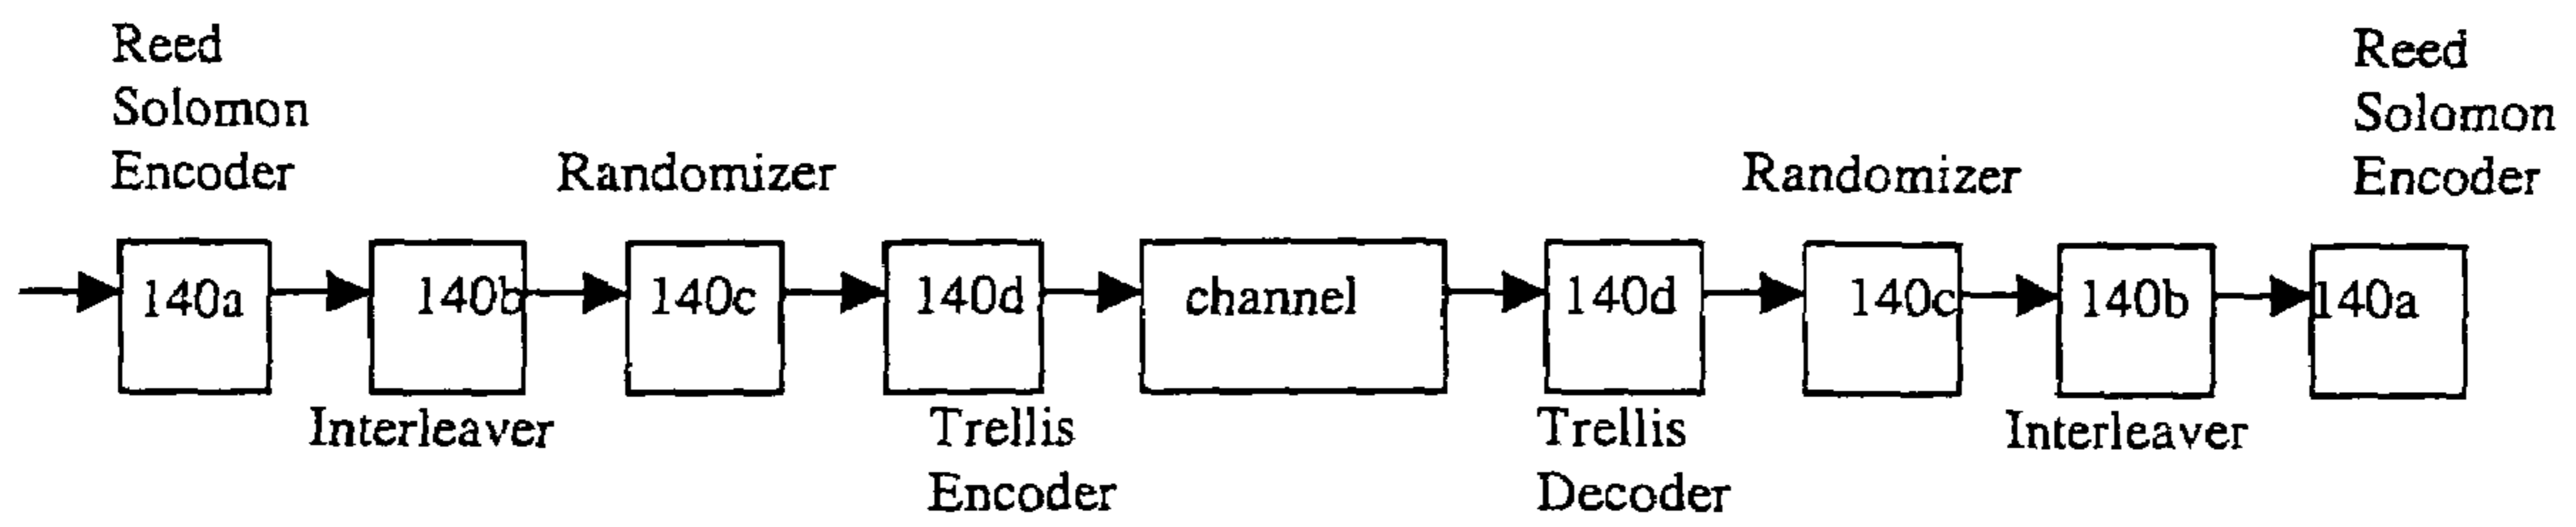 Reed
Solomon
Encoder
Randomizer
Randomizer
Reed
Solomon
Encoder
140a
140b
140c
140d
channel
140d
140c
140b
140a
Interleaver
Trellis
Encoder
Trellis
Decoder
Interleaver